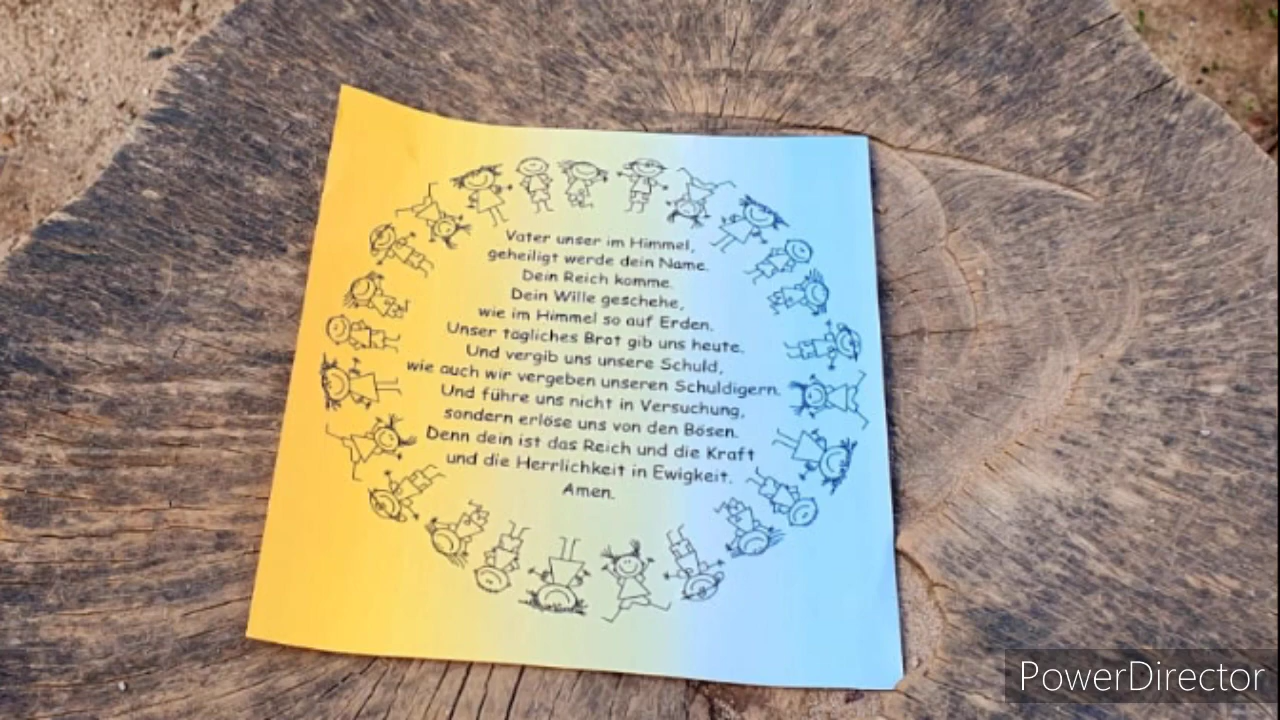 Vater unser im Himmel,
geheiligt werde dein Name.
Dein Reich komme.
Dein Wille geschehe,
wie im Himmel so auf Erden.
Unser tägliches Brot gib uns heute.
Und vergib uns unsere Schuld,
wie auch wir vergeben unseren Schuldigern.
Und führe uns nicht in Versuchung,
sondern erlöse uns von den Bösen.
Denn dein ist das Reich und die Kraft
und die Herrlichkeit in Ewigkeit.
Amen.
PowerDirector